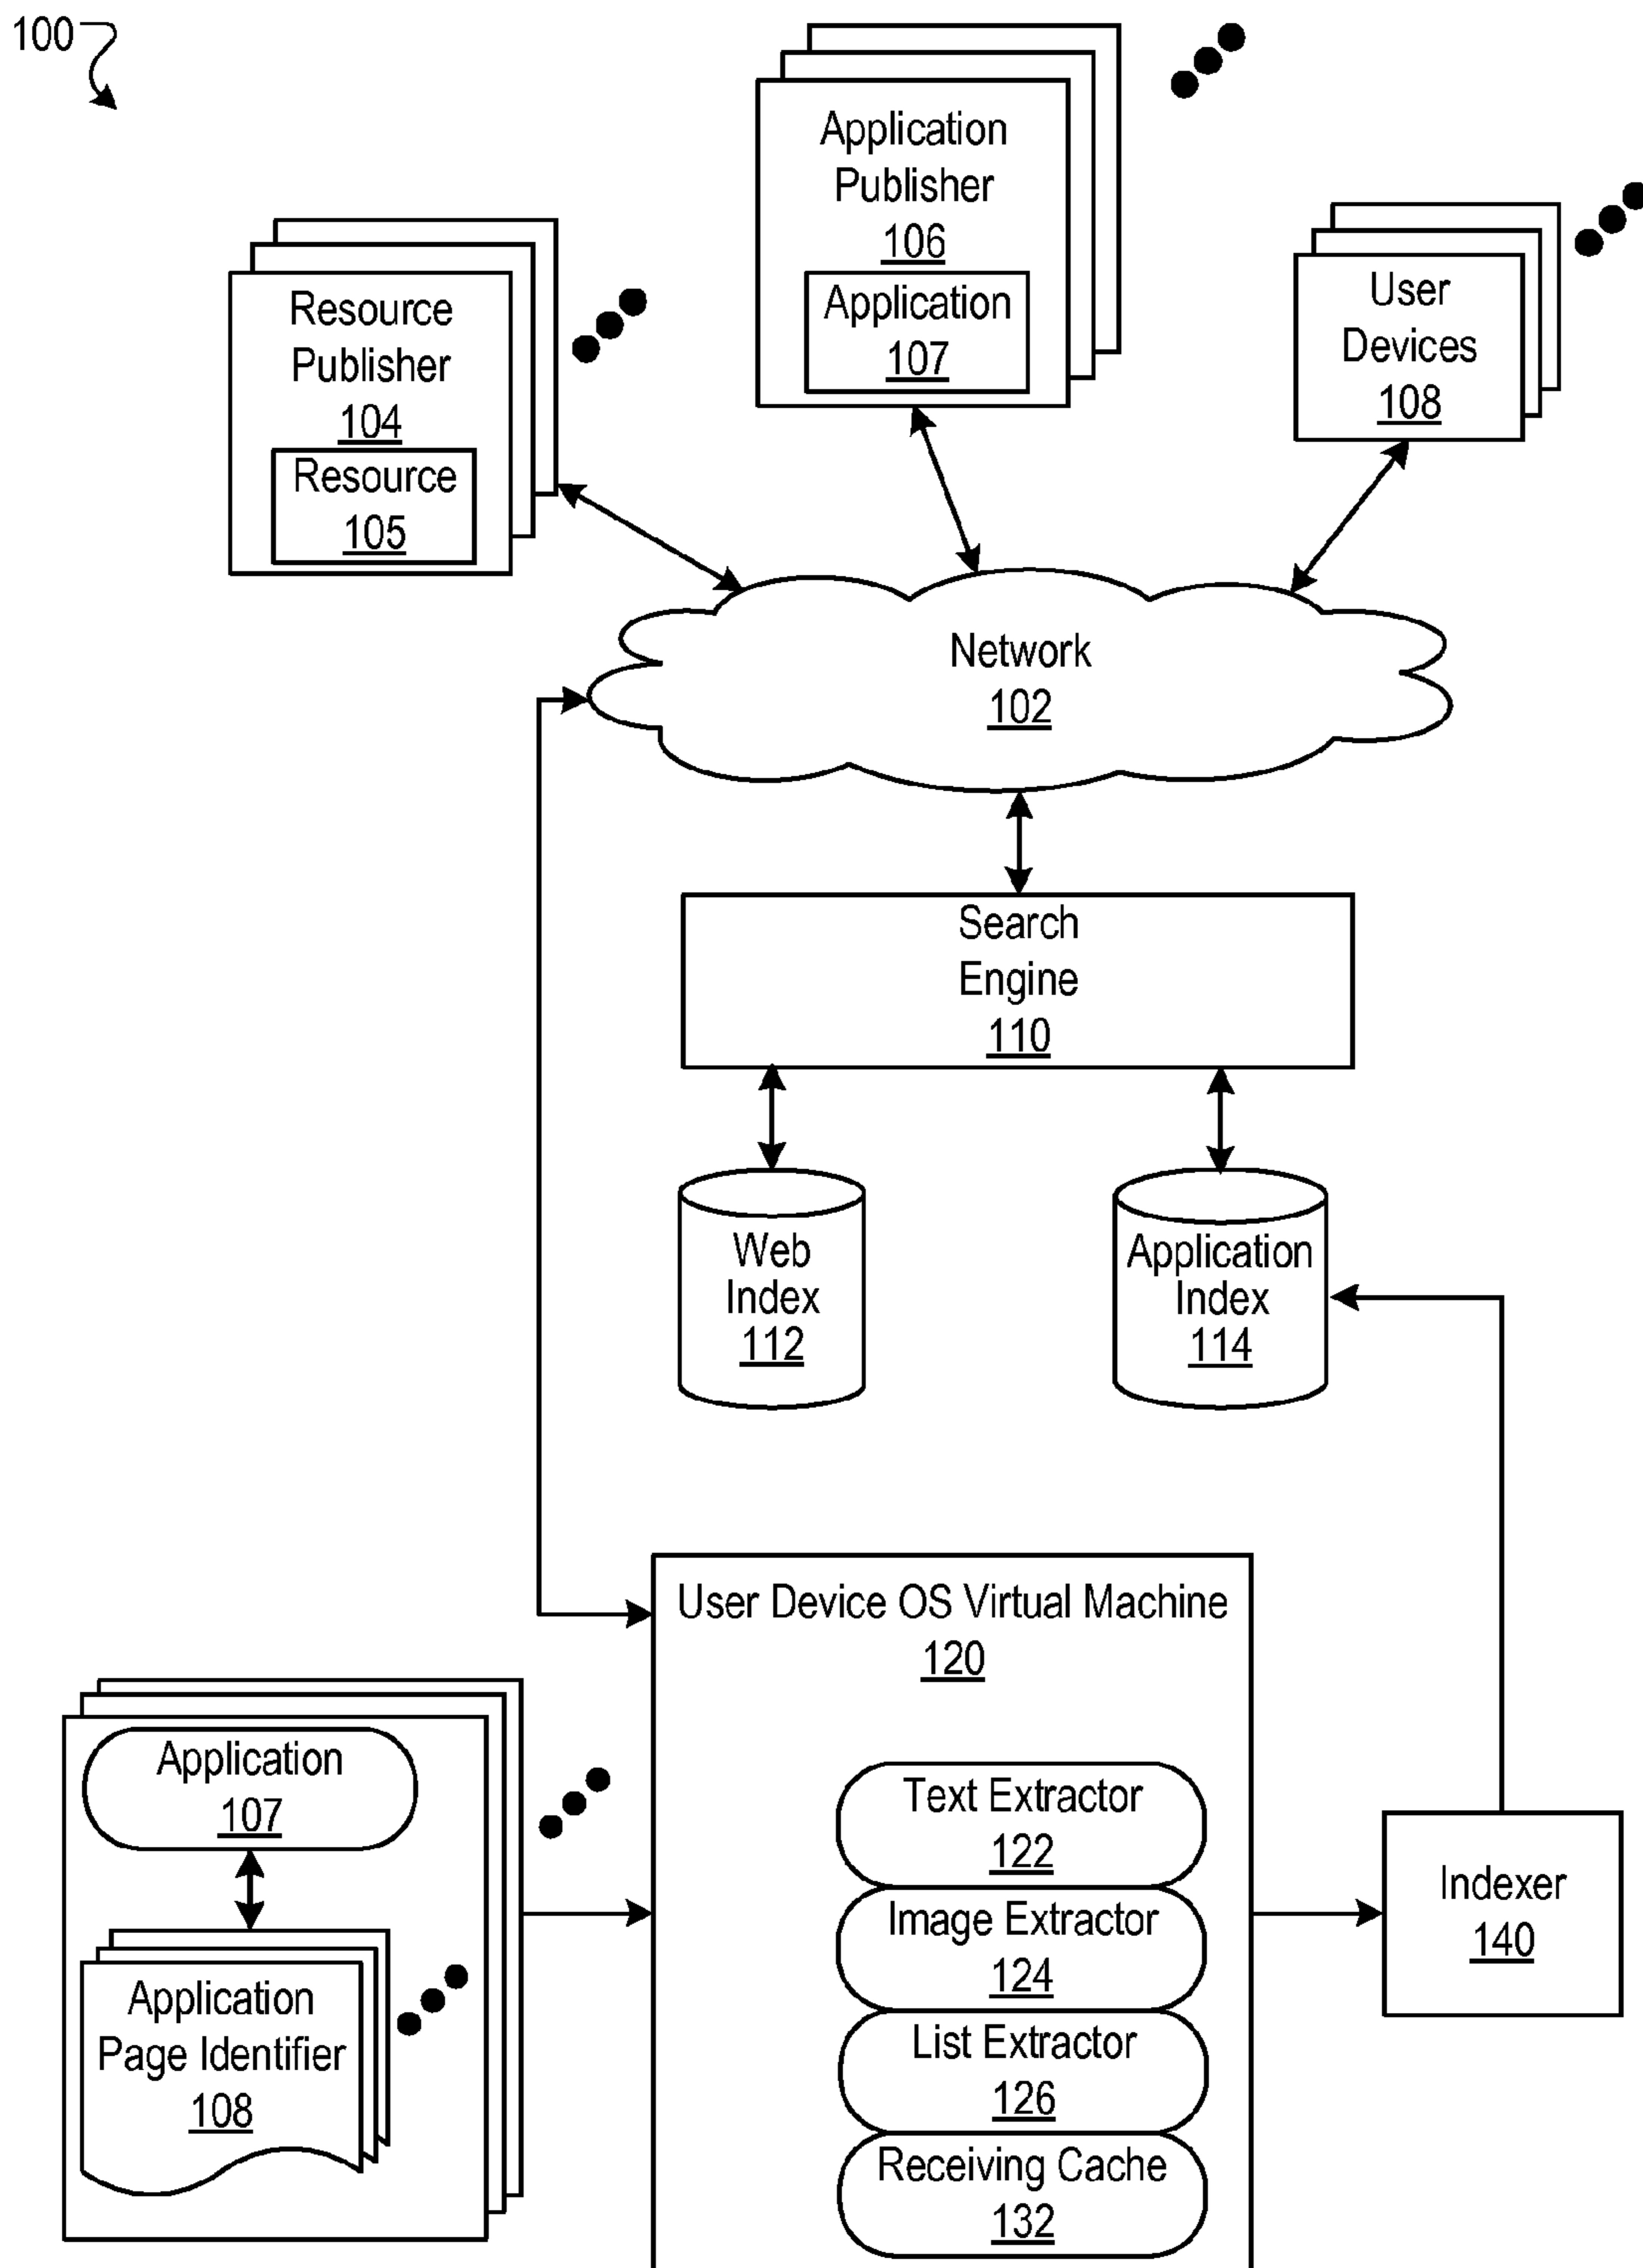 100
Application
Publisher
106
Application
107
Resource
Publisher
104
Resource
105
User
Devices
108
Network
102
Search
Engine
110
Web
Index
112
Application
Index
114
User Device OS Virtual Machine
120
Application
107
Application
Page Identifier
108
Text Extractor
122
Image Extractor
124
List Extractor
126
Receiving Cache
132
Indexer
140